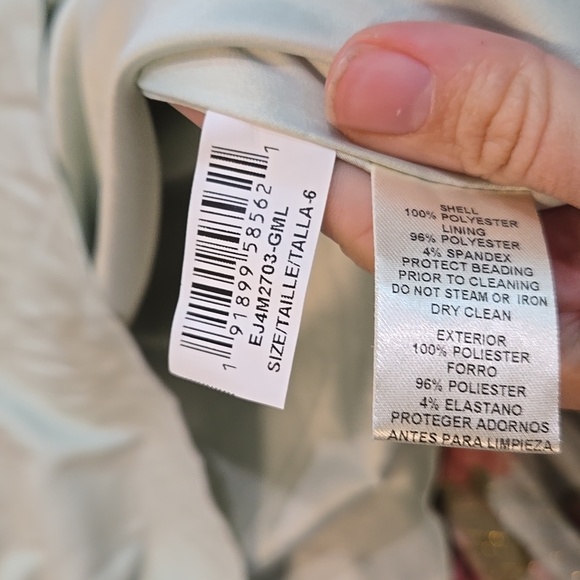 1 91899 58562 1
EJ4M2703-GML
SIZE/TAILLE/TALLA-6
SHELL
100% POLYESTER
LINING
96% POLYESTER
4% SPANDEX
PROTECT BEADING
PRIOR TO CLEANING
DO NOT STEAM OR IRON
DRY CLEAN
EXTERIOR
100% POLIESTER
FORRO
96% POLIESTER
4% ELASTANO
PROTEGER ADORNOS
ANTES PARA LIMPIEZA